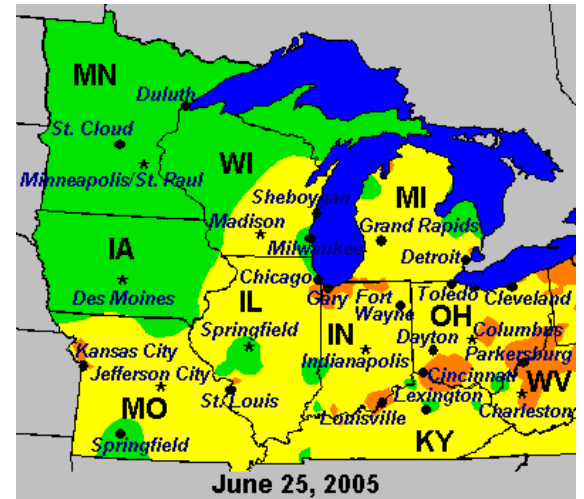 MN
Duluth
St. Cloud
WI
Minneapolis/St. Paul
Sheboygan
MI
Madison
Grand Rapids
IA
Milwaukee
Detroit
Des Moines
Chicago
IL
Gary
Fort
Wayne
Toledo
Cleveland
OH
Springfield
IN
Dayton
Columbus
Kansas City
Indianapolis
Parkersburg
Jefferson City
Cincinnati
WV
MO
St. Louis
Lexington
Charleston
Louisville
Springfield
KY
June 25, 2005